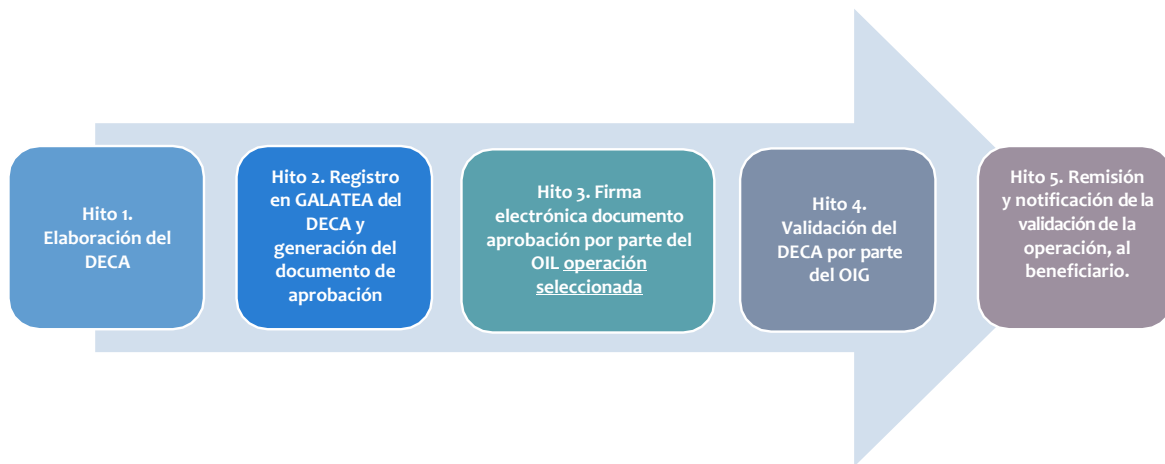 Hito 1.
Elaboración del
DECA
Hito 2. Registro
en GALATEA del
DECA y
generación del
documento de
aprobación
Hito 3. Firma
electrónica documento
aprobación por parte del
OIL operación
seleccionada
Hito 4.
Validación del
DECA por parte
del OIG
Hito 5. Remisión
y notificación de la
validación de la
operación, al
beneficiario.